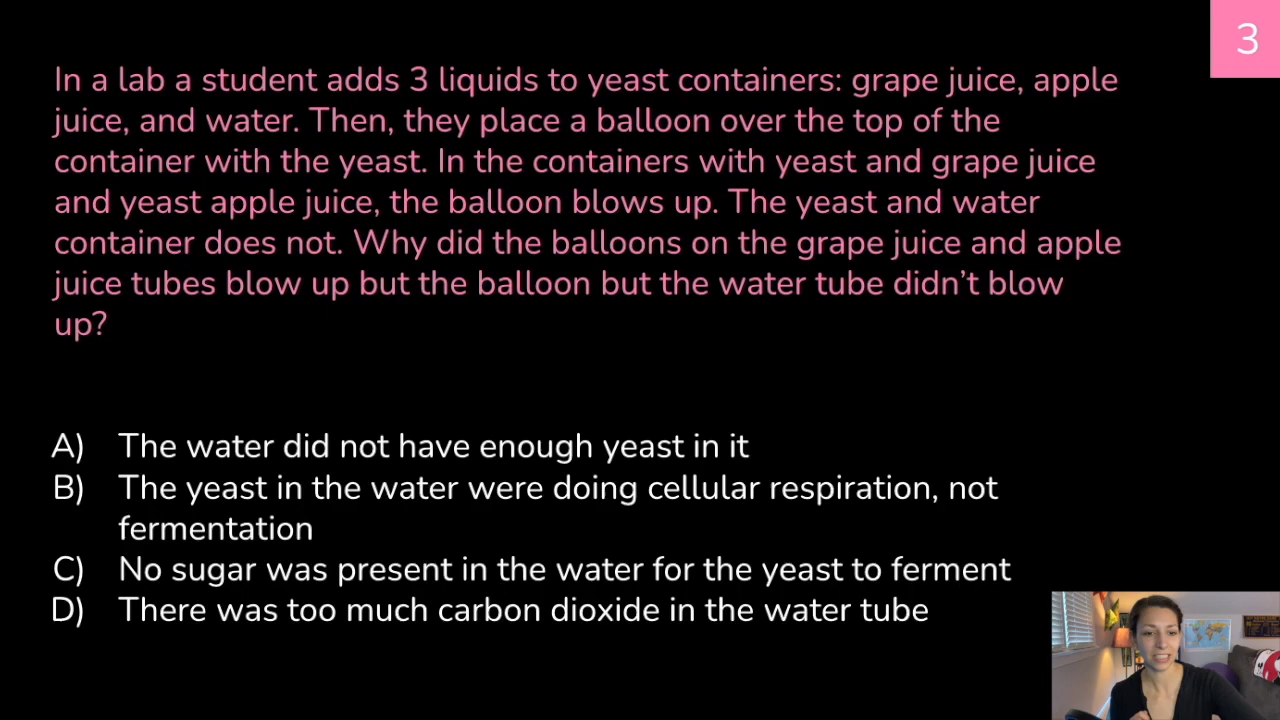 3
In a lab a student adds 3 liquids to yeast containers: grape juice, apple
juice, and water. Then, they place a balloon over the top of the
container with the yeast. In the containers with yeast and grape juice
and yeast apple juice, the balloon blows up. The yeast and water
container does not. Why did the balloons on the grape juice and apple
juice tubes blow up but the balloon but the water tube didn’t blow
up?
A) The water did not have enough yeast in it
B) The yeast in the water were doing cellular respiration, not
fermentation
C) No sugar was present in the water for the yeast to ferment
D) There was too much carbon dioxide in the water tube